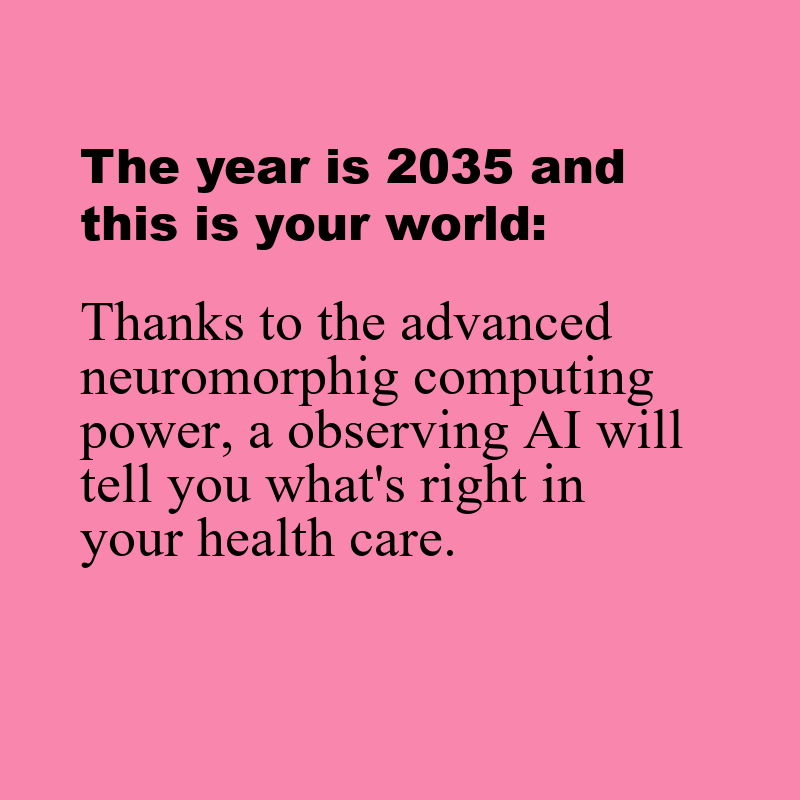 The year is 2035 and
this is your world:
Thanks to the advanced
neuromorphig computing
power, a observing AI will
tell you what's right in
your health care.